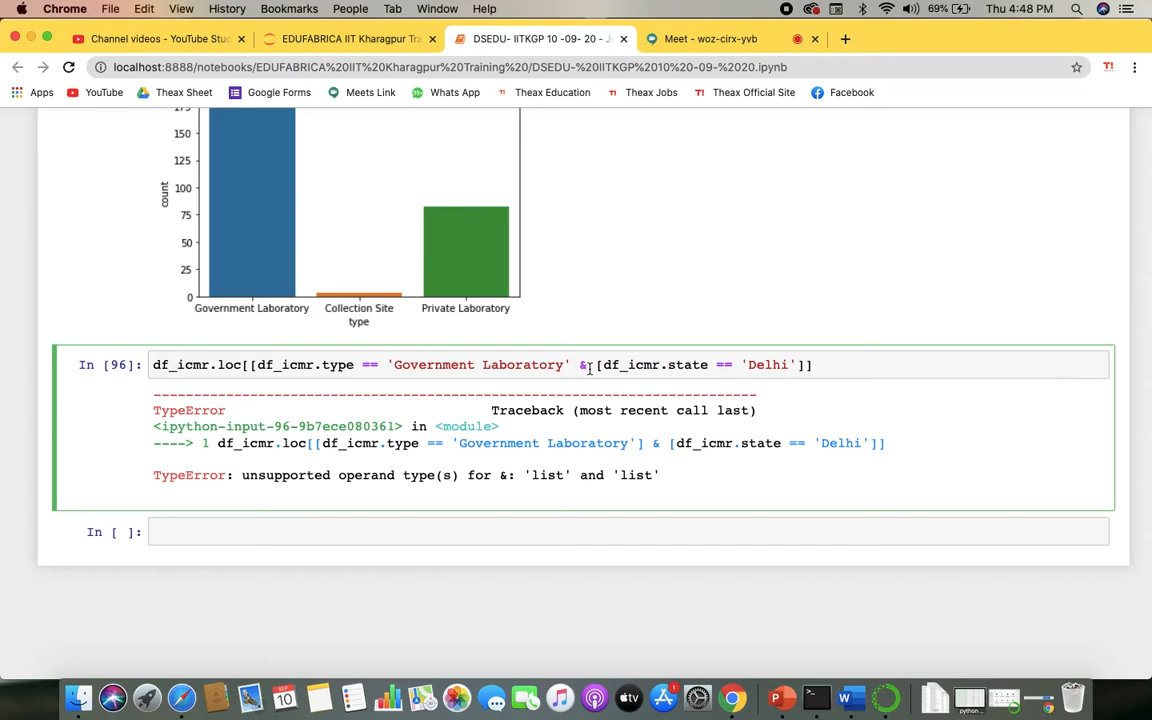 Chrome File Edit View History Bookmarks People Tab Window Help 69% Thu 4:48 PM
Channel videos - YouTube Stu × EDUFABRICA IIT Kharagpur Tra × DSEDU- IITKGP 10 -09- 20 - J × Meet - woz-cirx-yvb × +
localhost:8888/notebooks/EDUFABRICA%20IIT%20Kharagpur%20Training%20/DSEDU-%20IITKGP%2010%20-09-%2020.ipynb
Apps YouTube Theax Sheet Google Forms Meets Link Whats App Theax Education Theax Jobs Theax Official Site Facebook
175
150
125
100
75
50
25
0
count
Government Laboratory Collection Site Private Laboratory
type
In [96]: df_icmr.loc[[df_icmr.type == 'Government Laboratory' & [df_icmr.state == 'Delhi']]
---------------------------------------------------------------------------
TypeError Traceback (most recent call last)
<ipython-input-96-9b7ece080361> in <module>
----> 1 df_icmr.loc[[df_icmr.type == 'Government Laboratory'] & [df_icmr.state == 'Delhi']]
TypeError: unsupported operand type(s) for &: 'list' and 'list'
In [ ]: